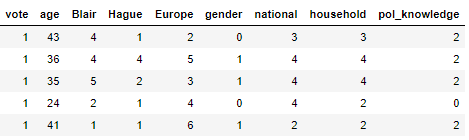 vote age Blair Hague Europe gender national household pol_knowledge
1 43 4 1 2 0 3 3 2
1 36 4 4 5 1 4 4 2
1 35 5 2 3 1 4 4 2
1 24 2 1 4 0 4 2 0
1 41 1 1 6 1 2 2 2